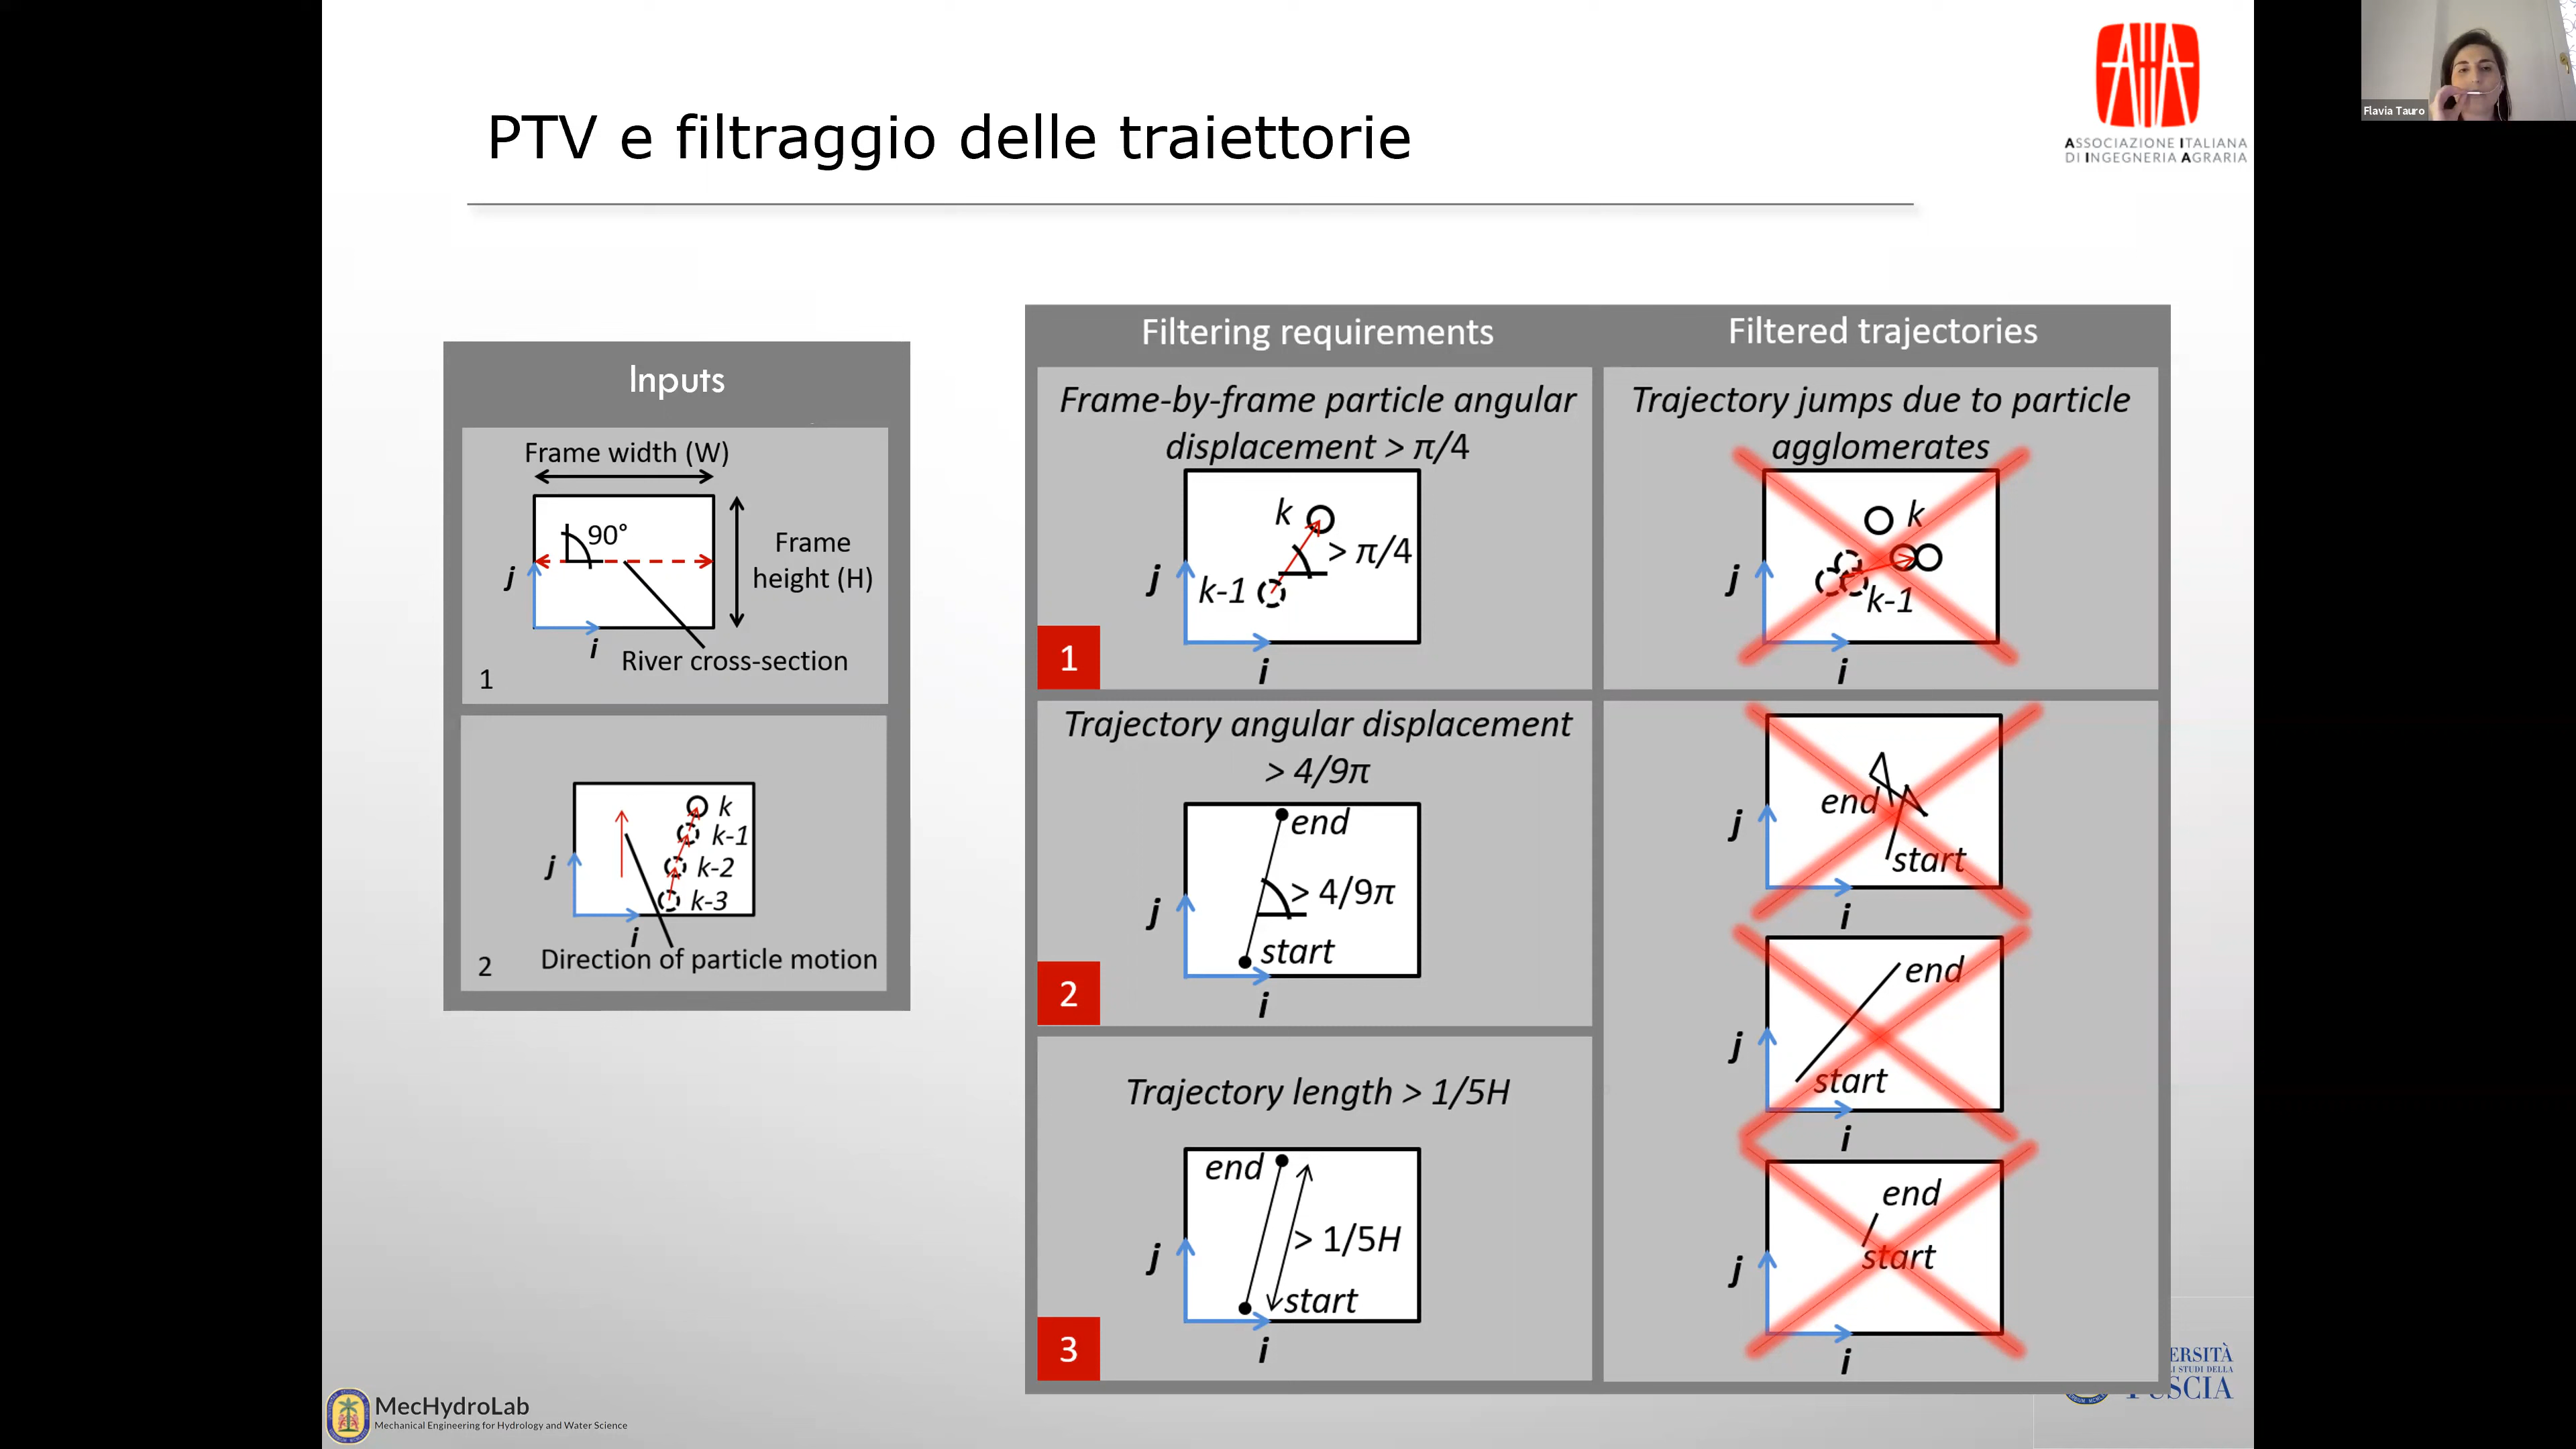 PTV e filtraggio delle traiettorie
ASSOCIAZIONE ITALIANA
DI INGEGNERIA AGRARIA
Flavia Tauro
Inputs
Frame width (W)
90°
Frame
height (H)
j
i
River cross-section
1
k
k-1
k-2
k-3
j
i
Direction of particle motion
2
Filtering requirements
Filtered trajectories
Frame-by-frame particle angular
displacement > π/4
k
> π/4
k-1
j
i
1
Trajectory jumps due to particle
agglomerates
k
k-1
j
i
Trajectory angular displacement
> 4/9π
end
> 4/9π
start
j
i
2
end
start
j
i
end
start
j
i
Trajectory length > 1/5H
end
> 1/5H
start
j
i
3
end
start
j
i
MecHydroLab
Mechanical Engineering for Hydrology and Water Science
ERSITÀ
I STUDI DELLA
USCIA